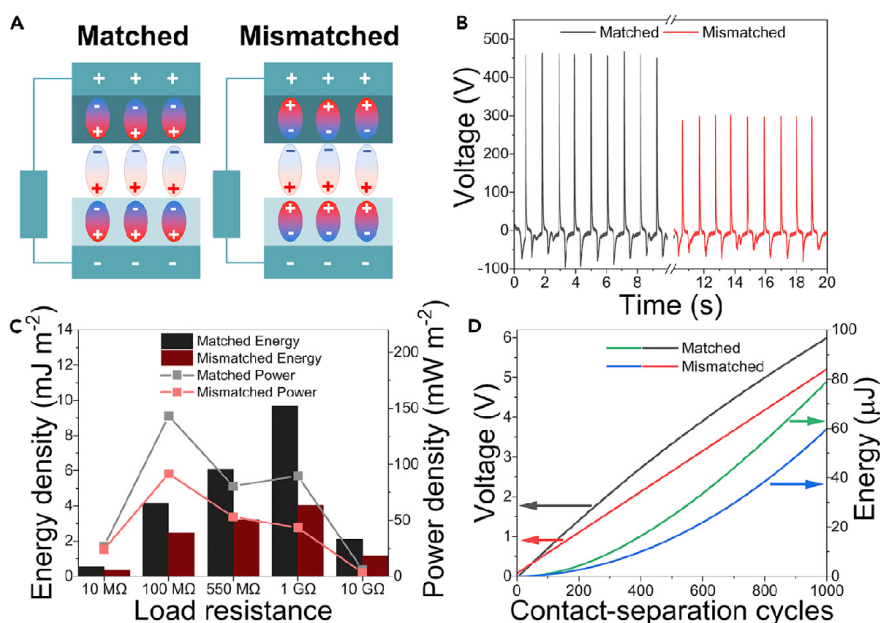 A
Matched
Mismatched
+ + +
- - -
+ + +
- - -
+ + +
- - -
+ + +
- - -
+ + +
+ + +
- - -
- - -
+ + +
+ + +
- - -
- - -
B
Matched
Mismatched
Voltage (V)
500
400
300
200
100
0
-100
0
2
4
6
8
12
14
16
18
20
Time (s)
C
Matched Energy
Mismatched Energy
Matched Power
Mismatched Power
Energy density (mJ m-2)
14
12
10
8
6
4
2
0
Power density (mW m-2)
200
150
100
50
0
10 MΩ
100 MΩ
550 MΩ
1 GΩ
10 GΩ
Load resistance
D
Matched
Mismatched
Voltage (V)
6
5
4
3
2
1
0
Energy (μJ)
100
80
60
40
20
0
0
200
400
600
800
1000
Contact-separation cycles